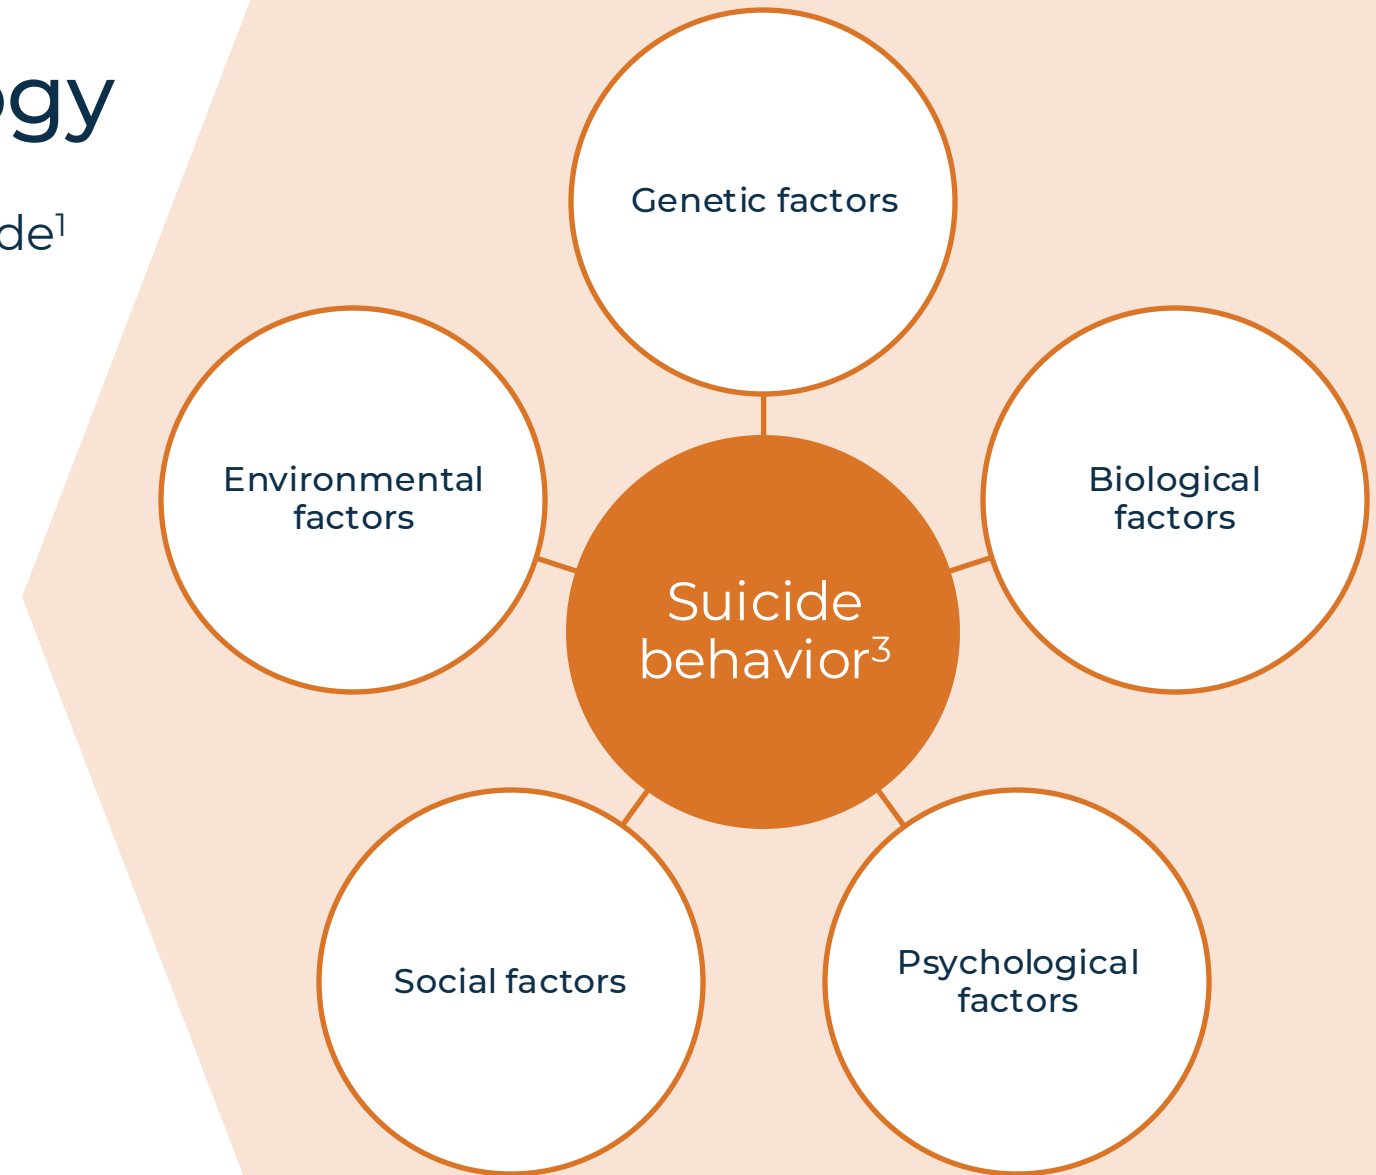 ogy
de¹
Genetic factors
Environmental
factors
Biological
factors
Suicide
behavior³
Social factors
Psychological
factors